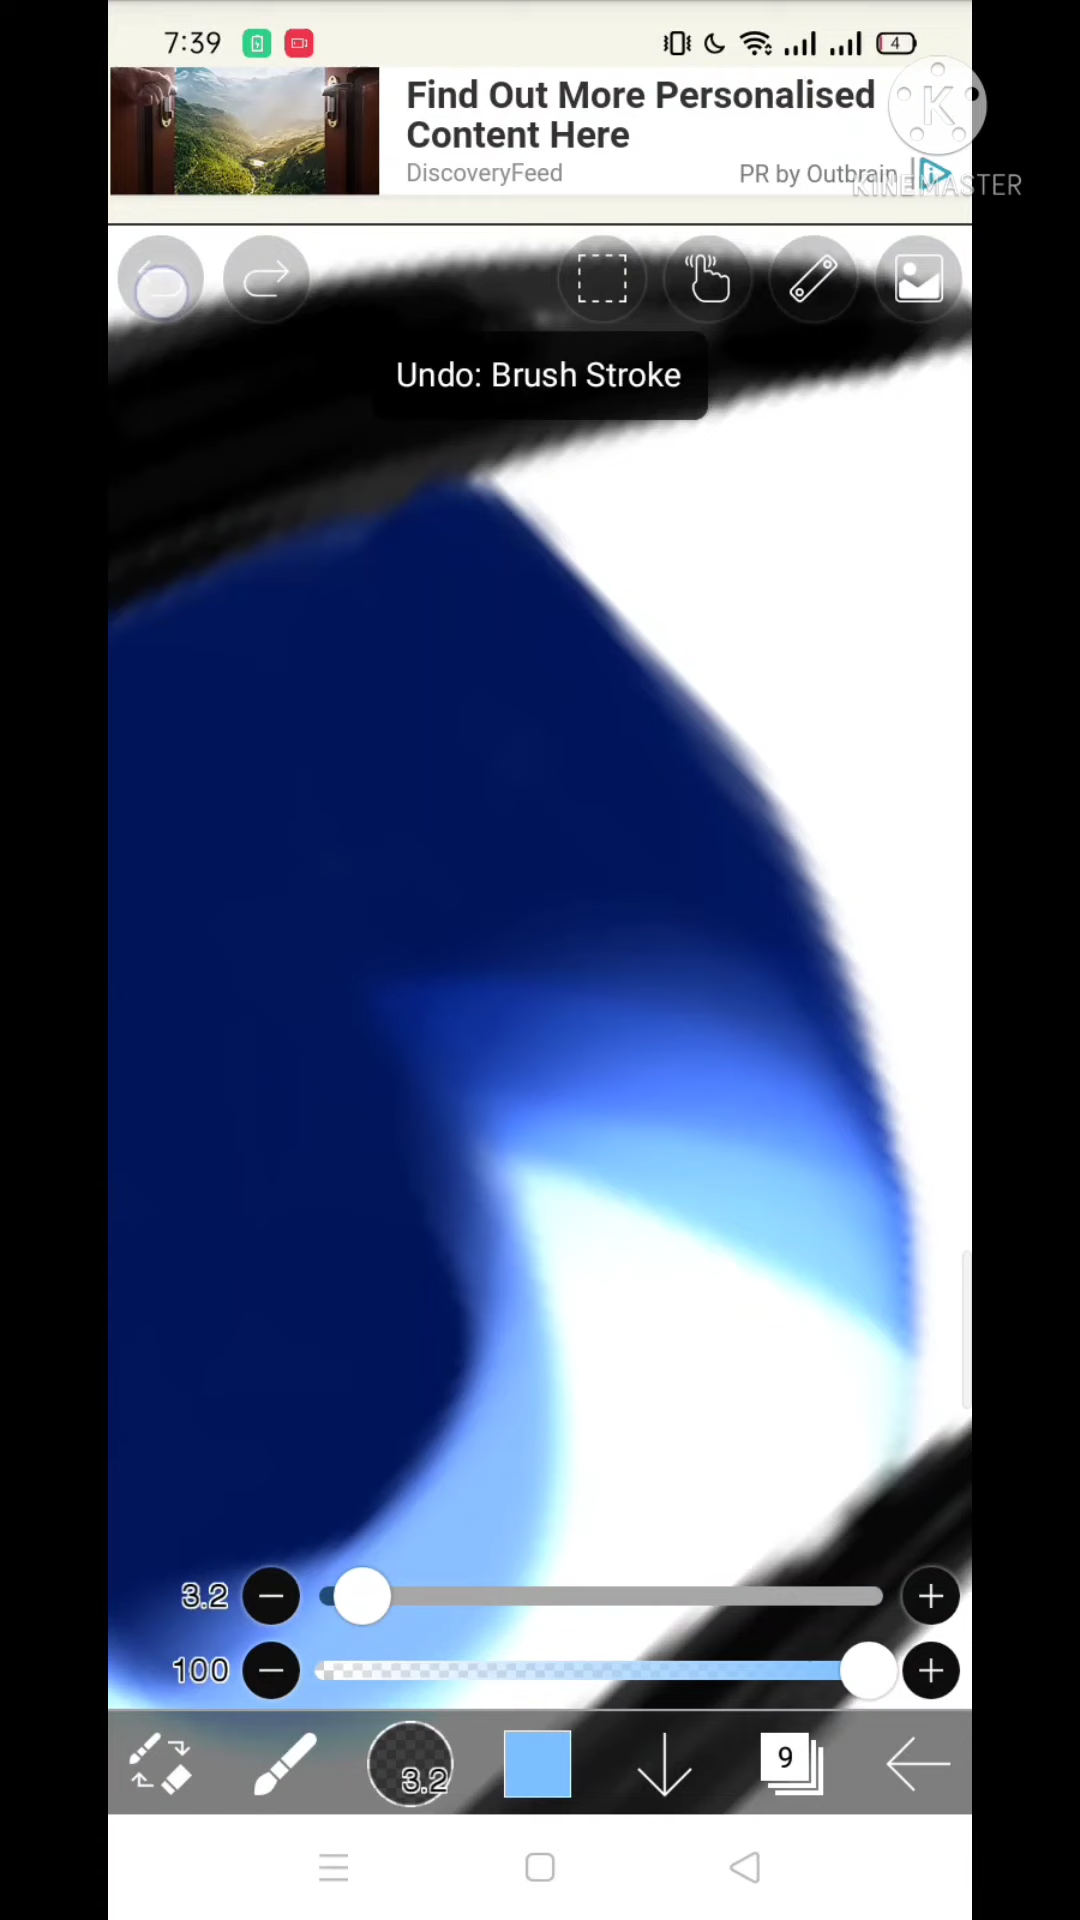 7:39
4
Find Out More Personalised
Content Here
DiscoveryFeed
PR by Outbrain
K
KINEMASTER
Undo: Brush Stroke
3.2
100
3.2
9